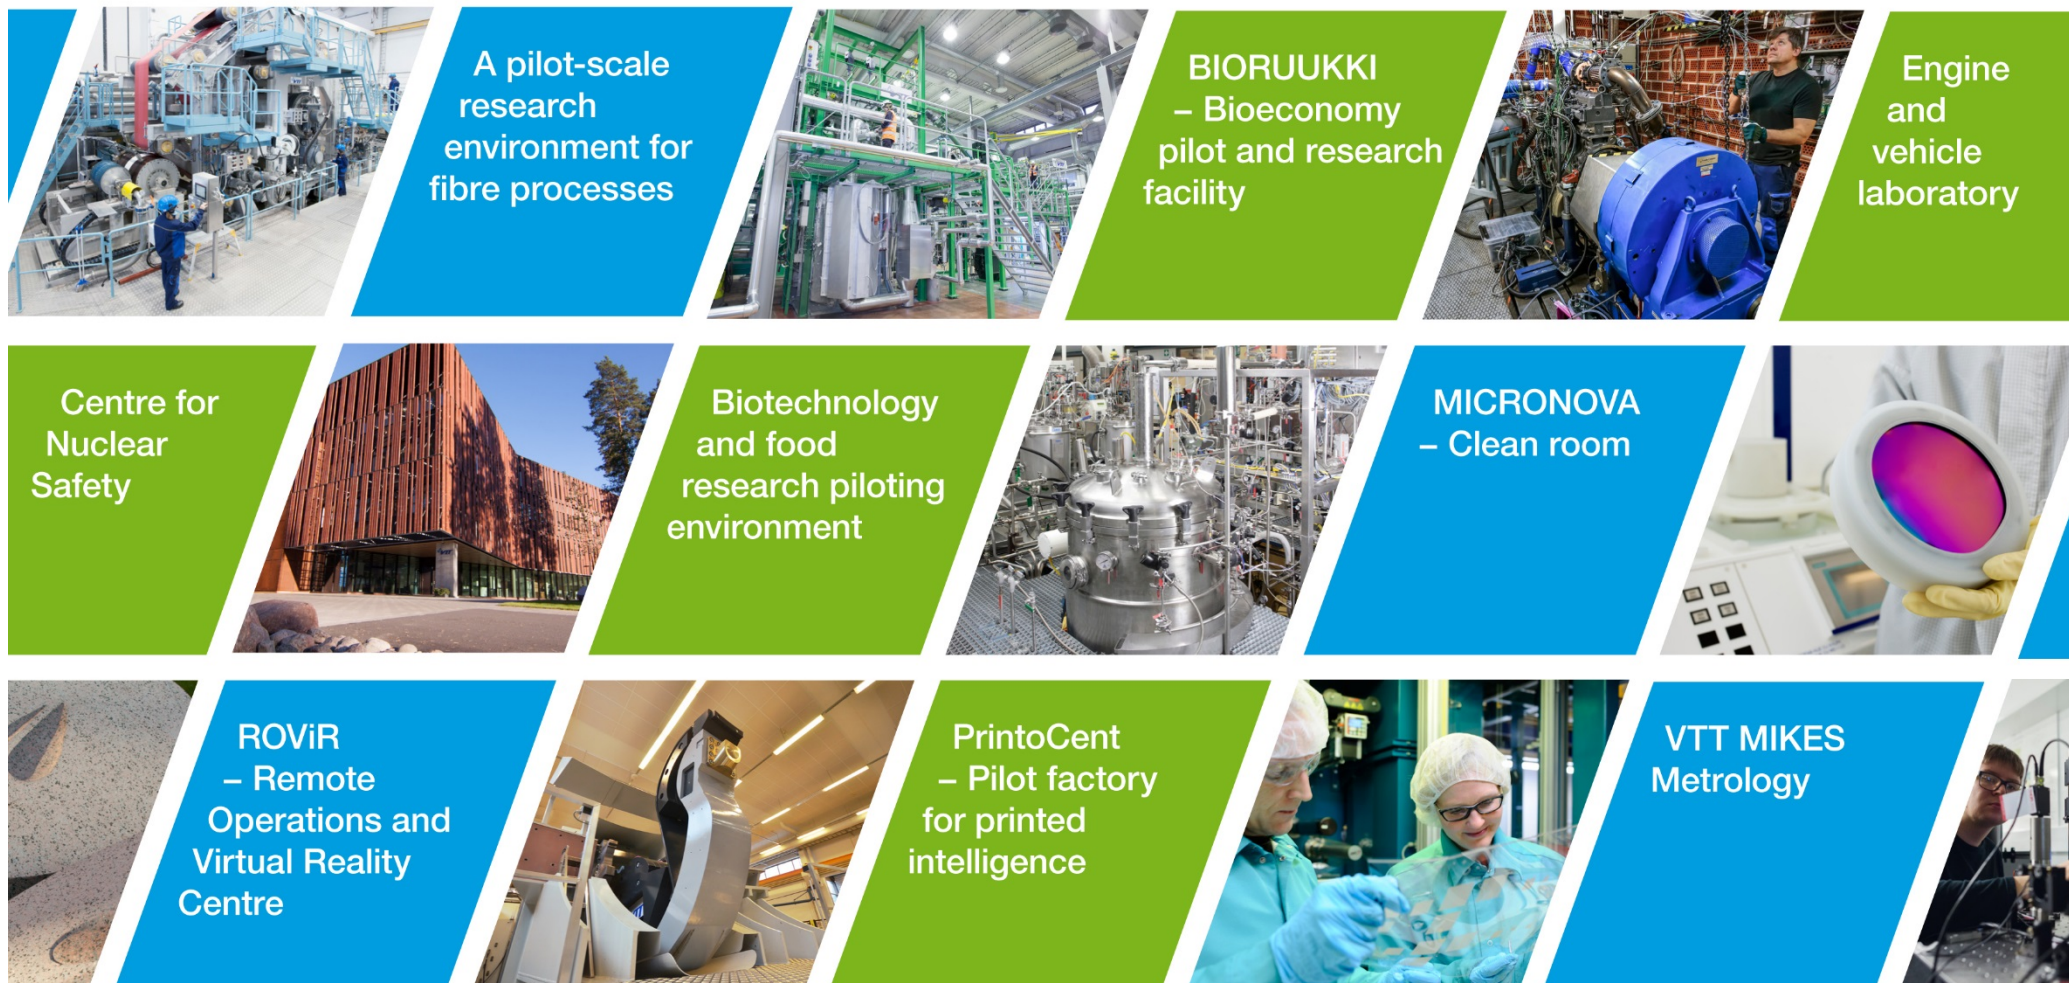 A pilot-scale
research
environment for
fibre processes
BIORUUKKI
– Bioeconomy
pilot and research
facility
Engine
and
vehicle
laboratory
Centre for
Nuclear
Safety
Biotechnology
and food
research piloting
environment
MICRONOVA
– Clean room
ROViR
– Remote
Operations and
Virtual Reality
Centre
PrintoCent
– Pilot factory
for printed
intelligence
VTT MIKES
Metrology